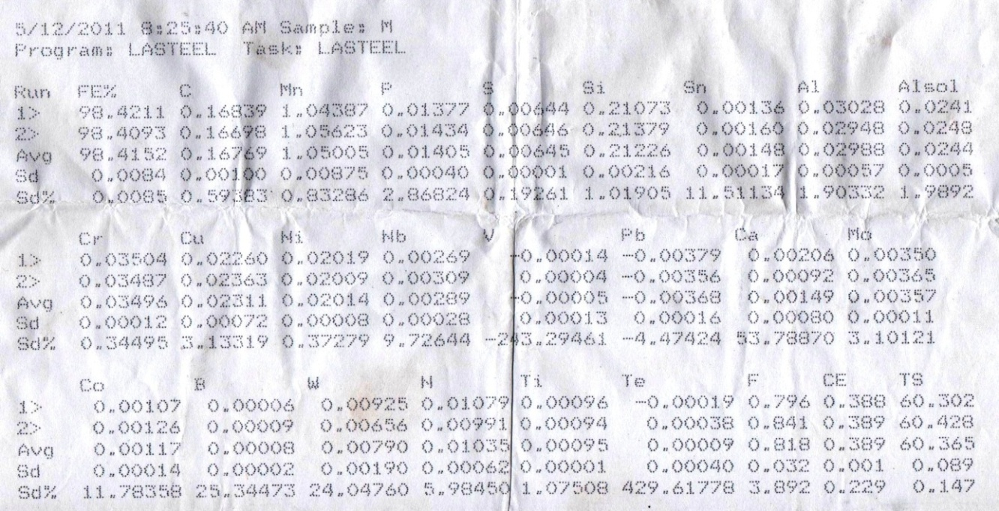 5/12/2011 8:25:40 AM Sample: M
Program: LASTEEL Task: LASTEEL
Run FE% C Mn P S Si Sn Al Alsol
1> 98.4211 0.16839 1.04387 0.01377 0.00644 0.21073 0.00136 0.03028 0.0241
2> 98.4093 0.16698 1.05623 0.01434 0.00646 0.21379 0.00160 0.02948 0.0248
Avg 98.4152 0.16769 1.05005 0.01405 0.00645 0.21226 0.00148 0.02988 0.0244
Sd 0.0084 0.00100 0.00875 0.00040 0.00001 0.00216 0.00017 0.00057 0.0005
Sd% 0.0085 0.59383 0.83286 2.86824 0.19261 1.01905 11.51134 1.90332 1.9892
Cr Cu Ni Nb V Pb Ca Mo
1> 0.03504 0.02260 0.02019 0.00269 -0.00014 -0.00379 0.00206 0.00350
2> 0.03487 0.02363 0.02009 0.00309 0.00004 -0.00356 0.00092 0.00365
Avg 0.03496 0.02311 0.02014 0.00289 -0.00005 -0.00368 0.00149 0.00357
Sd 0.00012 0.00072 0.00008 0.00028 0.00013 0.00016 0.00080 0.00011
Sd% 0.34495 3.13319 0.37279 9.72644 -243.29461 -4.47424 53.78870 3.10121
Co B W N Ti Te F CE TS
1> 0.00107 0.00006 0.00925 0.01079 0.00096 -0.00019 0.796 0.388 60.302
2> 0.00126 0.00009 0.00656 0.00991 0.00094 0.00038 0.841 0.389 60.428
Avg 0.00117 0.00008 0.00790 0.01035 0.00095 0.00009 0.818 0.389 60.365
Sd 0.00014 0.00002 0.00190 0.00062 0.00001 0.00040 0.032 0.001 0.089
Sd% 11.78358 25.34473 24.04760 5.98450 1.07508 429.61778 3.892 0.229 0.147